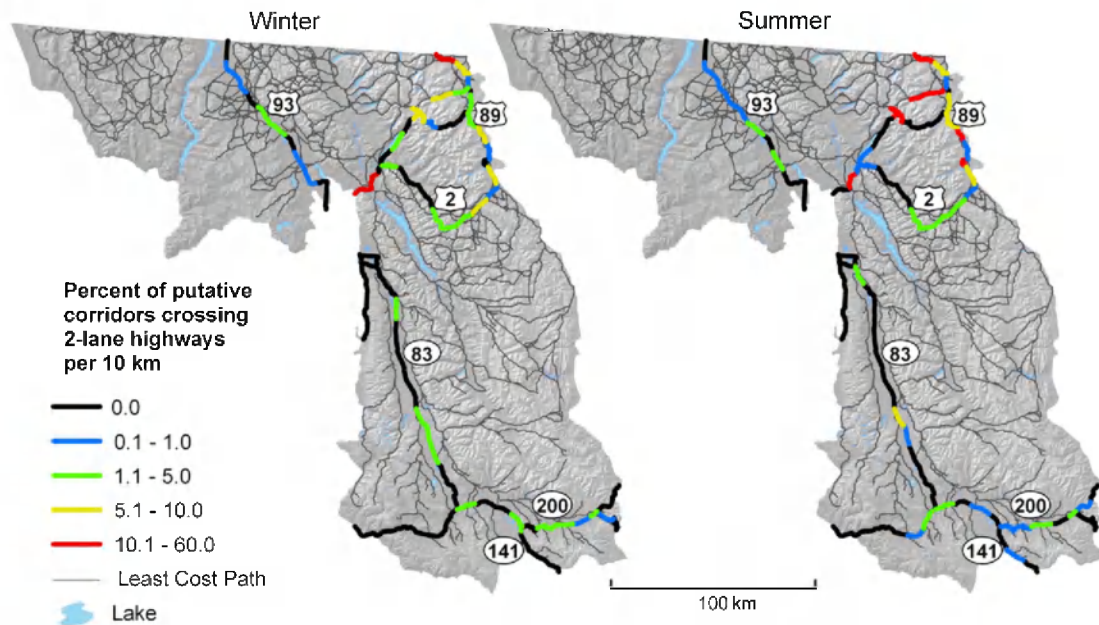 Winter
Summer
93
89
2
83
200
141
93
89
2
83
200
141
Percent of putative
corridors crossing
2-lane highways
per 10 km
0.0
0.1 - 1.0
1.1 - 5.0
5.1 - 10.0
10.1 - 60.0
Least Cost Path
Lake
100 km